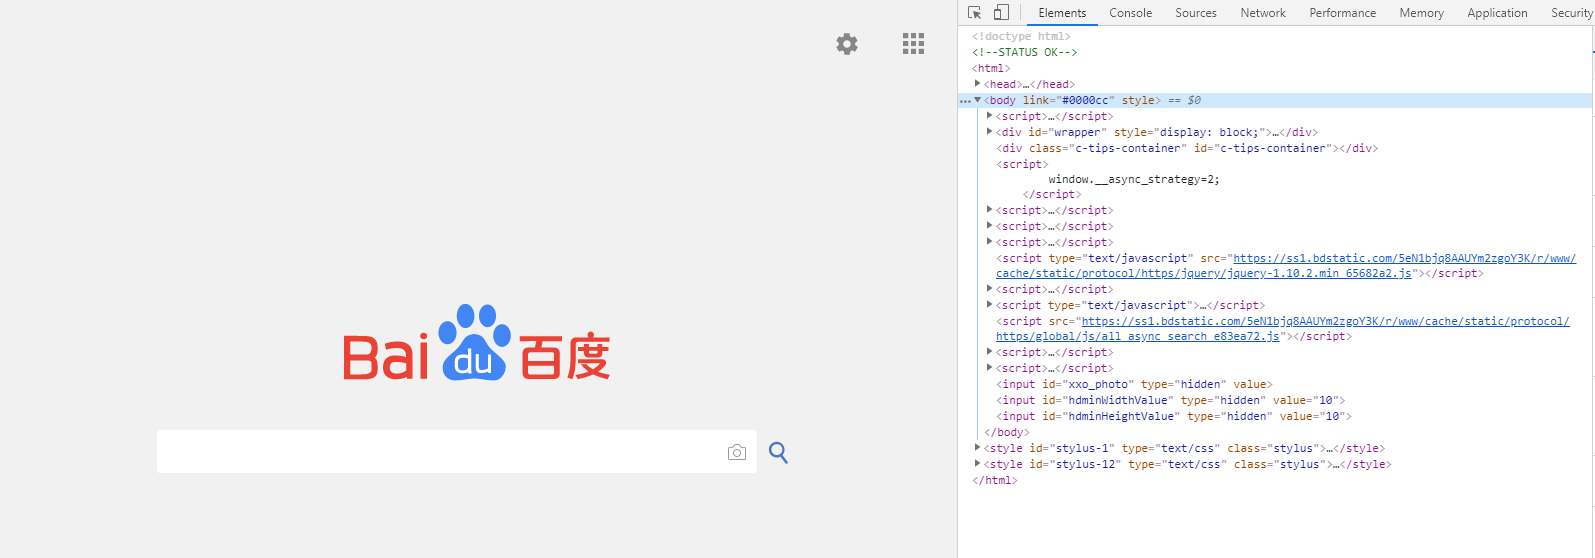 Bai du 百度
Elements Console Sources Network Performance Memory Application Security
<!doctype html>
<!--STATUS OK-->
<html>
<head>…</head>
<body link="#0000cc" style> == $0
<script>…</script>
<div id="wrapper" style="display: block;">…</div>
<div class="c-tips-container" id="c-tips-container"></div>
<script>
window.__async_strategy=2;
</script>
<script>…</script>
<script>…</script>
<script>…</script>
<script type="text/javascript" src="https://ss1.bdstatic.com/5eN1bjq8AAUYm2zgoY3K/r/www/
cache/static/protocol/https/jquery/jquery-1.10.2.min_65682a2.js"></script>
<script>…</script>
<script type="text/javascript">…</script>
<script src="https://ss1.bdstatic.com/5eN1bjq8AAUYm2zgoY3K/r/www/cache/static/protocol/
https/global/js/all_async_search_e83ea72.js"></script>
<script>…</script>
<script>…</script>
<input id="xxo_photo" type="hidden" value>
<input id="hdminWidthValue" type="hidden" value="10">
<input id="hdminHeightValue" type="hidden" value="10">
</body>
<style id="stylus-1" type="text/css" class="stylus">…</style>
<style id="stylus-12" type="text/css" class="stylus">…</style>
</html>